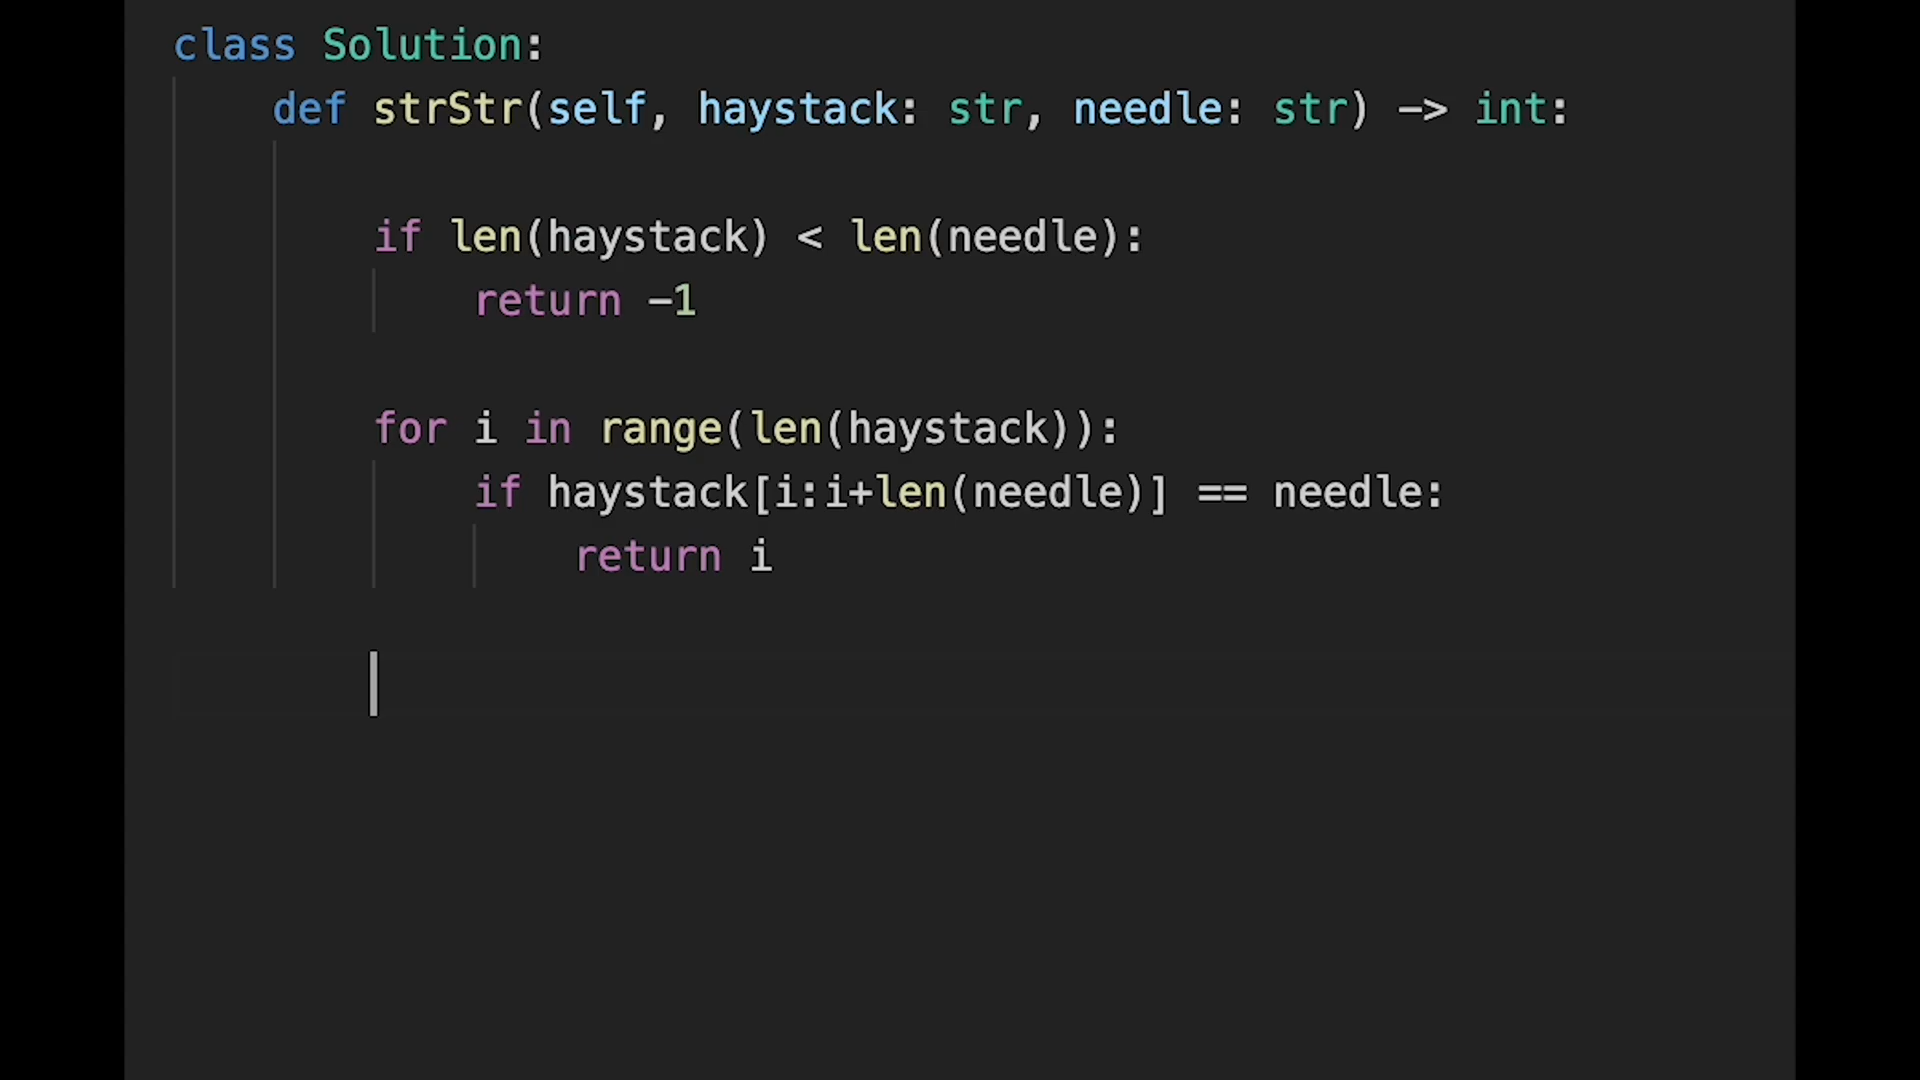 class Solution:
    def strStr(self, haystack: str, needle: str) -> int:
        if len(haystack) < len(needle):
            return -1
        for i in range(len(haystack)):
            if haystack[i:i+len(needle)] == needle:
                return i